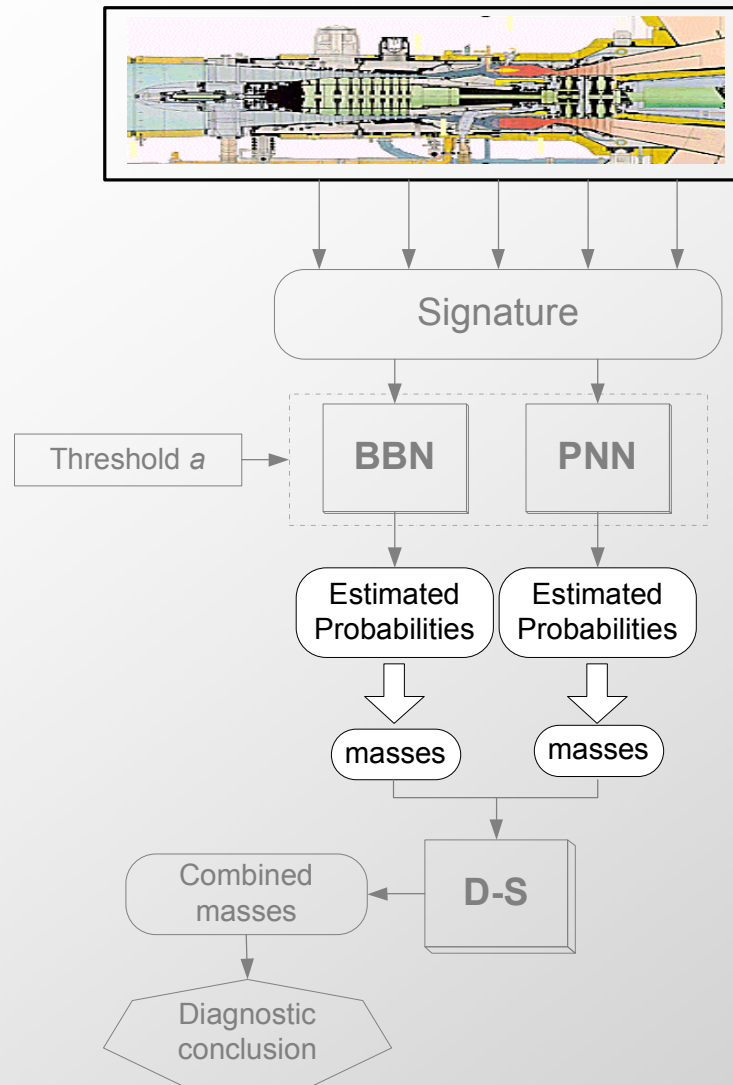 Signature
Threshold a
BBN
PNN
Estimated
Probabilities
Estimated
Probabilities
masses
masses
D-S
Combined
masses
Diagnostic
conclusion